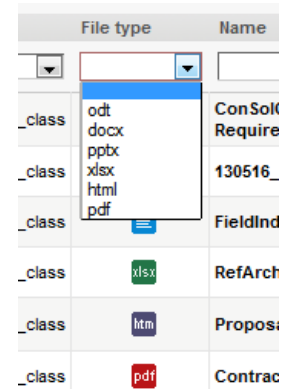 File type Name
odt
docx
pptx
xlsx
html
pdf
_class ConSol
Require
_class 130516_
_class FieldInd
_class xlsx RefArch
_class htm Proposa
_class pdf Contrac